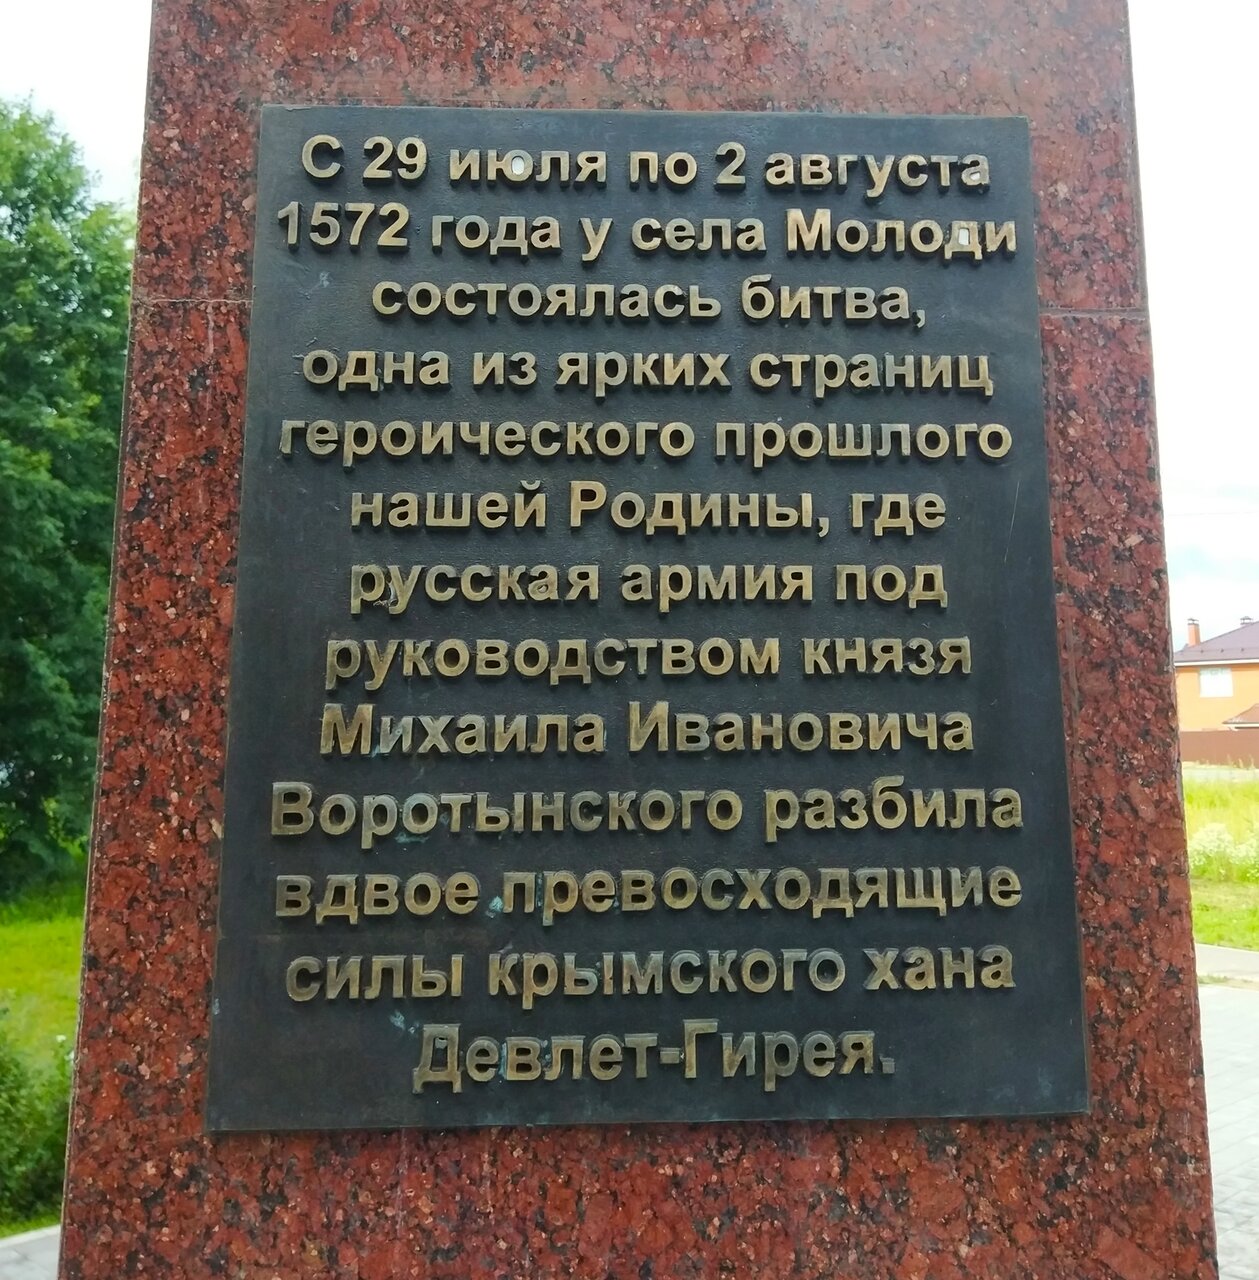 С 29 июля по 2 августа
1572 года у села Молоди
состоялась битва,
одна из ярких страниц
героического прошлого
нашей Родины, где
русская армия под
руководством князя
Михаила Ивановича
Воротынского разбила
вдвое превосходящие
силы крымского хана
Девлет-Гирея.